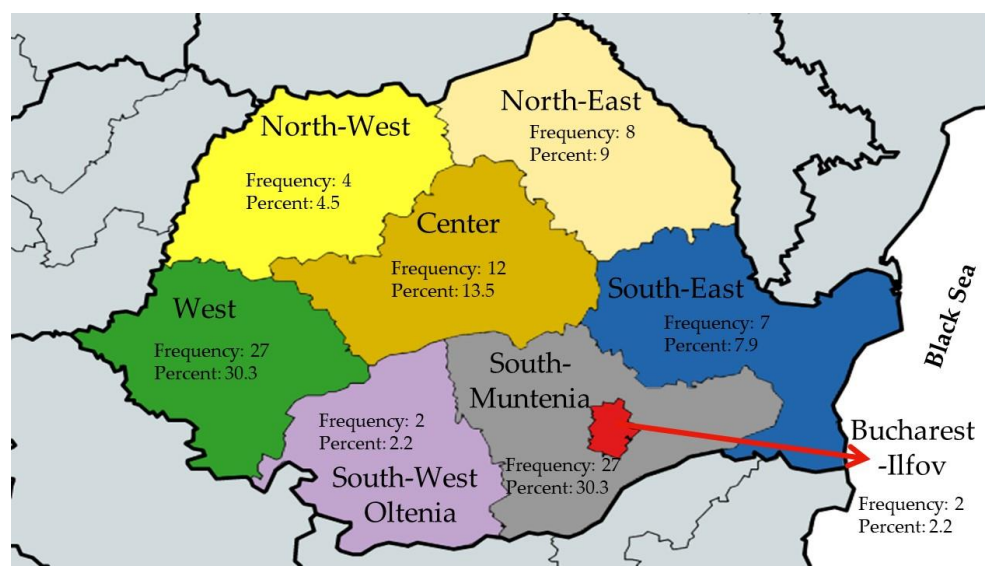 North-West
Frequency: 4
Percent: 4.5
North-East
Frequency: 8
Percent: 9
Center
Frequency: 12
Percent: 13.5
West
Frequency: 27
Percent: 30.3
South-East
Frequency: 7
Percent: 7.9
Black Sea
South-
Muntenia
Frequency: 27
Percent: 30.3
Frequency: 2
Percent: 2.2
South-West
Oltenia
Bucharest
-Ilfov
Frequency: 2
Percent: 2.2